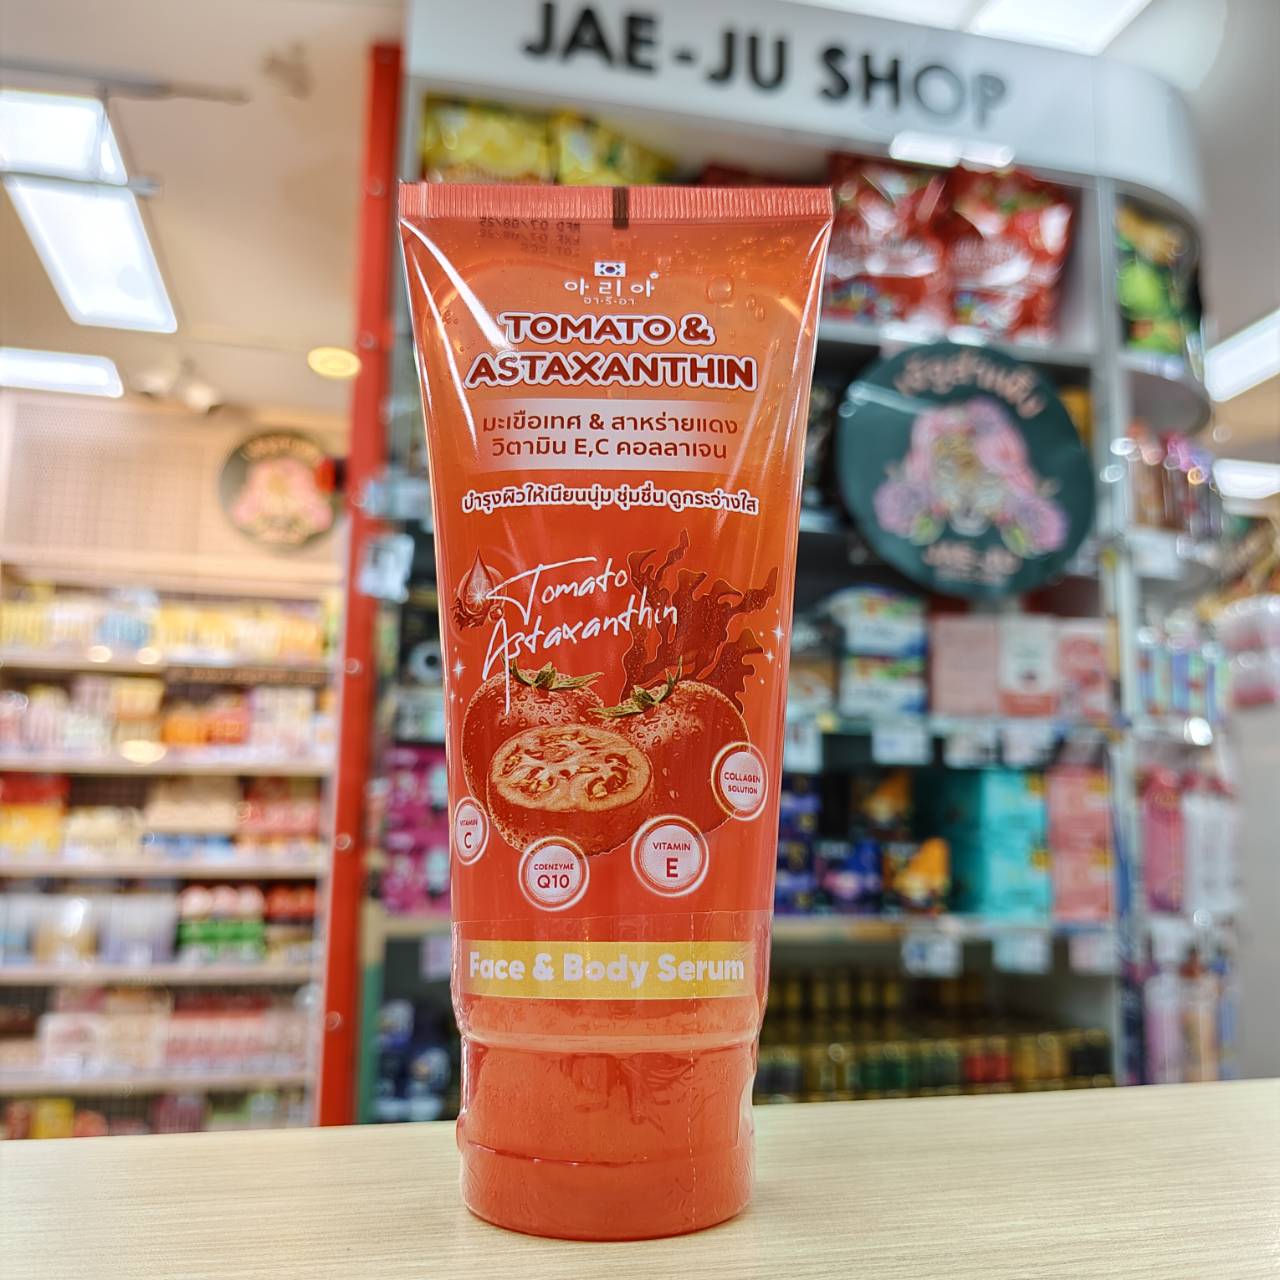 JAE-JU SHOP
아리아
อา-รี-อา
TOMATO &
ASTAXANTHIN
มะเขือเทศ & สาหร่ายแดง
วิตามิน E,C คอลลาเจน
บำรุงผิวให้เนียนนุ่ม ชุ่มชื่น ดูกระจ่างใส
Tomato
Astaxanthin
COLLAGEN
SOLUTION
VITAMIN
C
COENZYME
Q10
VITAMIN
E
Face & Body Serum
JAE-JU